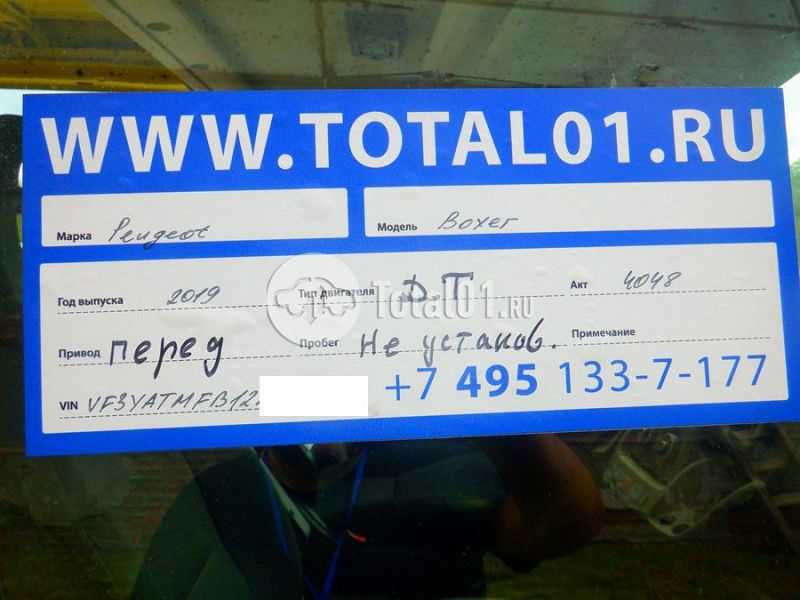 WWW.TOTAL01.RU
Марка Peugeot Модель Boxer
Год выпуска 2019 Тип двигателя Д.Т Акт 4048
Total01.RU
Привод перед Пробег Не установ. Примечание
VIN VF3YATMFB12
+7 495 133-7-177